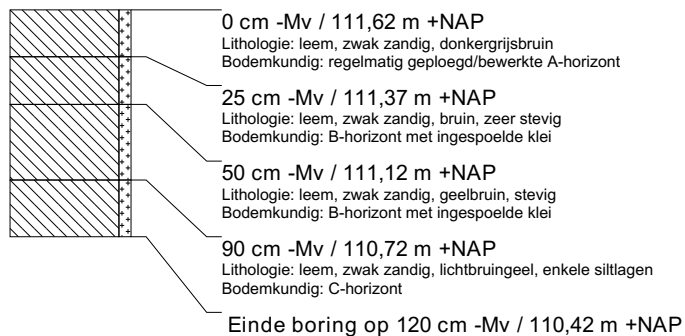 0 cm -Mv / 111,62 m +NAP
Lithologie: leem, zwak zandig, donkergrijsbruin
Bodemkundig: regelmatig geploegd/bewerkte A-horizont
25 cm -Mv / 111,37 m +NAP
Lithologie: leem, zwak zandig, bruin, zeer stevig
Bodemkundig: B-horizont met ingespoelde klei
50 cm -Mv / 111,12 m +NAP
Lithologie: leem, zwak zandig, geelbruin, stevig
Bodemkundig: B-horizont met ingespoelde klei
90 cm -Mv / 110,72 m +NAP
Lithologie: leem, zwak zandig, lichtbruingeel, enkele siltlagen
Bodemkundig: C-horizont
Einde boring op 120 cm -Mv / 110,42 m +NAP